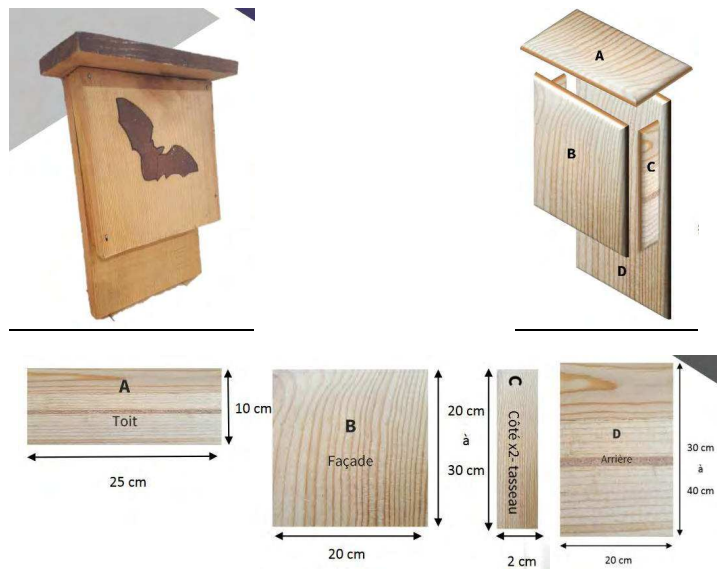 A
B
C
D
A
Toit
10 cm
25 cm
B
Façade
20 cm
20 cm
à
30 cm
C
Côté x2- tasseau
2 cm
D
Arrière
30 cm
à
40 cm
20 cm